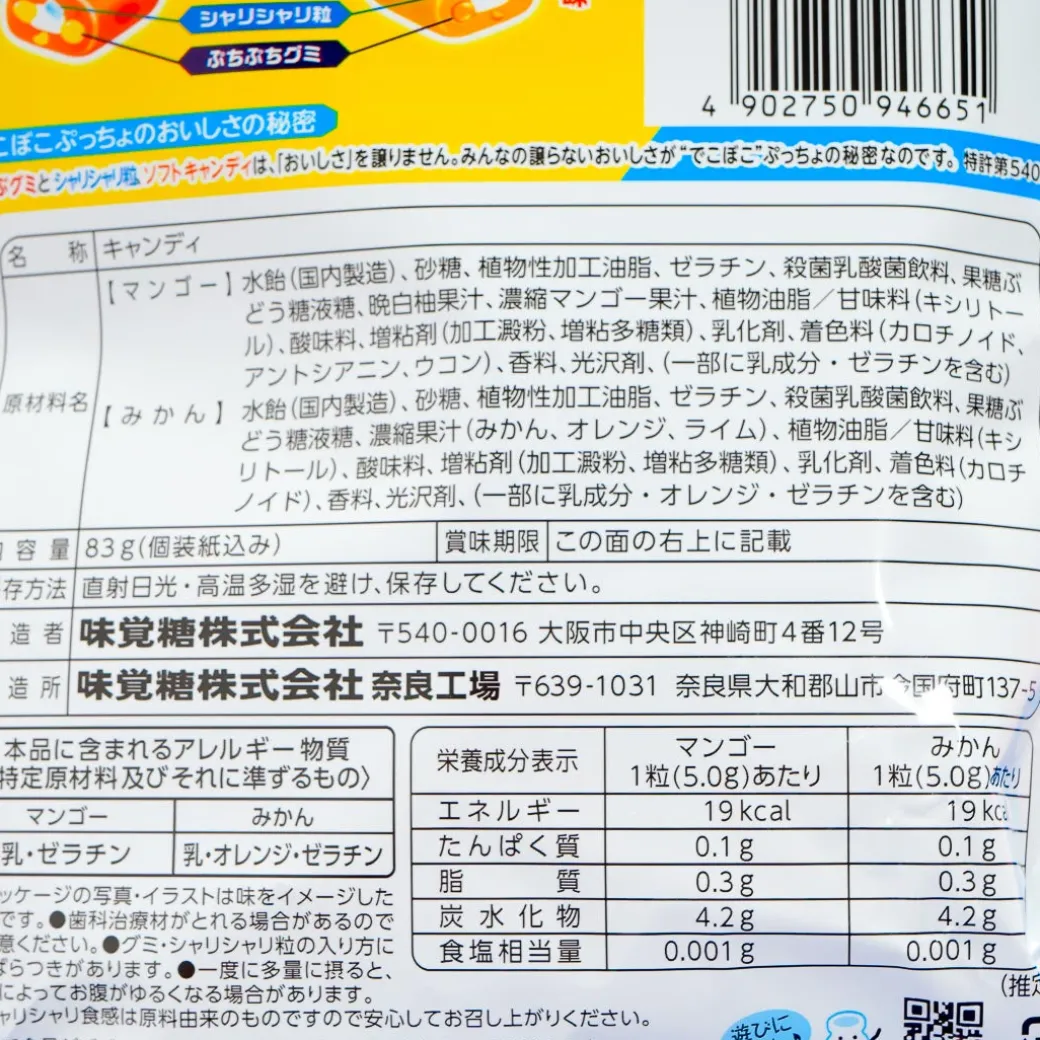 シャリシャリ粒
ぷちぷちグミ
味
4 902750 946651
こぼこぷっちょのおいしさの秘密
ぷグミとシャリシャリ粒、ソフトキャンディは、「おいしさ」を譲りません。みんなの譲らないおいしさが“でこぼこ”ぷっちょの秘密なのです。 特許第540
名 称 キャンディ
原材料名
【マンゴー】水飴(国内製造)、砂糖、植物性加工油脂、ゼラチン、殺菌乳酸菌飲料、果糖ぶ
どう糖液糖、晩白柚果汁、濃縮マンゴー果汁、植物油脂/甘味料(キシリトー
ル)、酸味料、増粘剤(加工澱粉、増粘多糖類)、乳化剤、着色料(カロチノイド、
アントシアニン、ウコン)、香料、光沢剤、(一部に乳成分・ゼラチンを含む)
【みかん】水飴(国内製造)、砂糖、植物性加工油脂、ゼラチン、殺菌乳酸菌飲料、果糖ぶ
どう糖液糖、濃縮果汁(みかん、オレンジ、ライム)、植物油脂/甘味料(キシ
リトール)、酸味料、増粘剤(加工澱粉、増粘多糖類)、乳化剤、着色料(カロチ
ノイド)、香料、光沢剤、(一部に乳成分・オレンジ・ゼラチンを含む)
容量 83g(個装紙込み) 賞味期限 この面の右上に記載
存方法 直射日光・高温多湿を避け、保存してください。
造者 味覚糖株式会社 〒540-0016 大阪市中央区神崎町4番12号
造所 味覚糖株式会社 奈良工場 〒639-1031 奈良県大和郡山市今国府町137-5
本品に含まれるアレルギー物質
特定原材料及びそれに準ずるもの〉
マンゴー みかん
乳・ゼラチン 乳・オレンジ・ゼラチン
栄養成分表示 マンゴー 1粒(5.0g)あたり みかん 1粒(5.0g)あたり
エネルギー 19kcal 19kc
たんぱく質 0.1g 0.1g
脂質 0.3g 0.3g
炭水化物 4.2g 4.2g
食塩相当量 0.001g 0.001g
(推定
ッケージの写真・イラストは味をイメージした
です。●歯科治療材がとれる場合があるので
意ください。●グミ・シャリシャリ粒の入り方に
ばらつきがあります。●一度に多量に摂ると、
によってお腹がゆるくなる場合があります。
ャリシャリ食感は原料由来のものですので安心してお召し上がりください。
遊びに